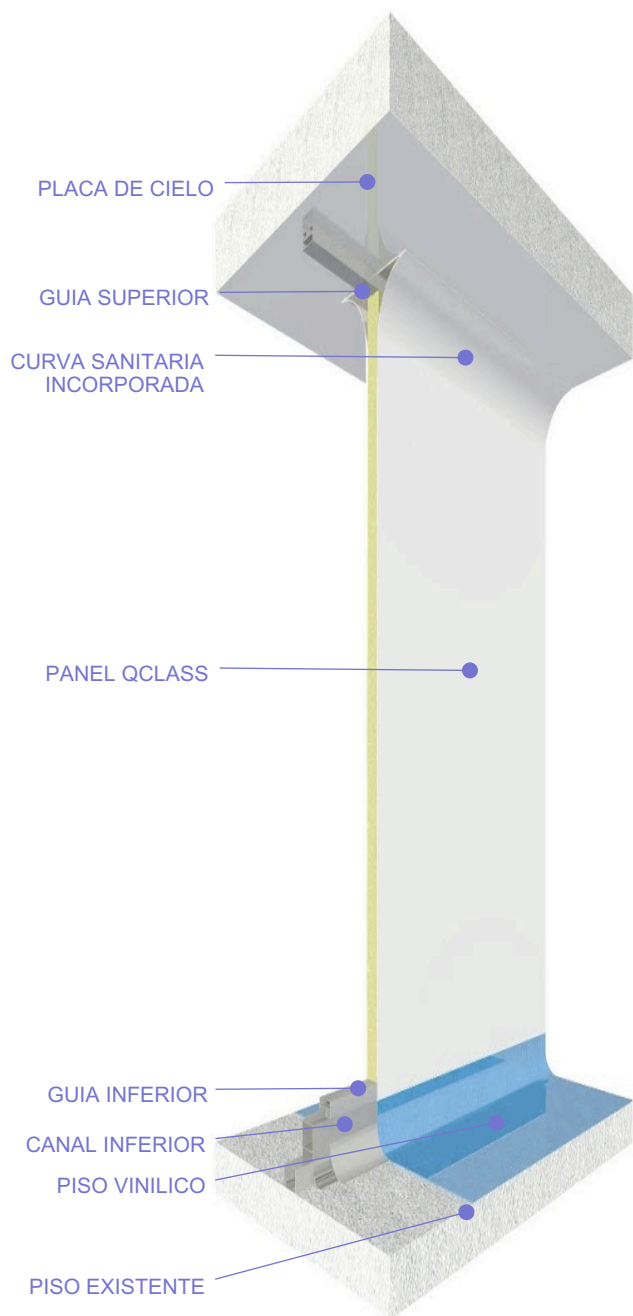 PLACA DE CIELO
GUIA SUPERIOR
CURVA SANITARIA
INCORPORADA
PANEL QCLASS
GUIA INFERIOR
CANAL INFERIOR
PISO VINILICO
PISO EXISTENTE